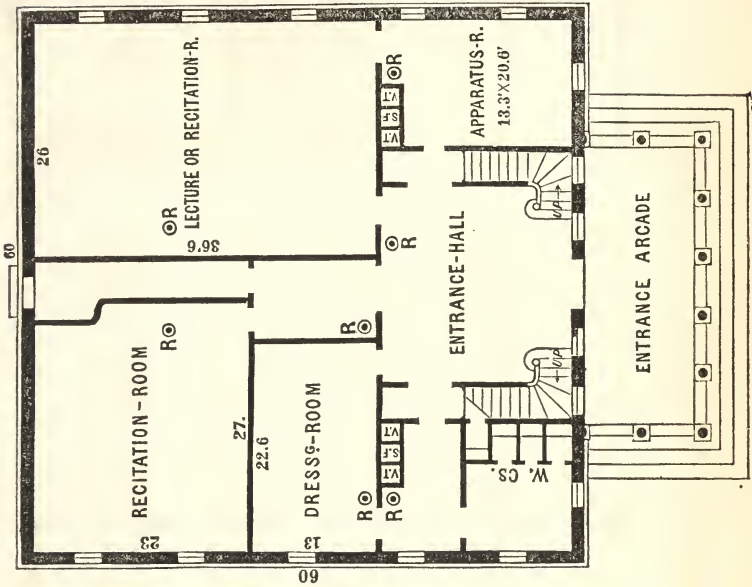 60
26
LECTURE OR RECITATION-R.
36'6
R
V.T
S.F
V.T
R
APPARATUS-R.
13.3'X20.6'
R
ENTRANCE-HALL
UP
UP
ENTRANCE ARCADE
RECITATION-ROOM
R
23
27.
22.6
DRESSG.-ROOM
13
R
R
R
V.T
S.F
V.T
W. CS.
60